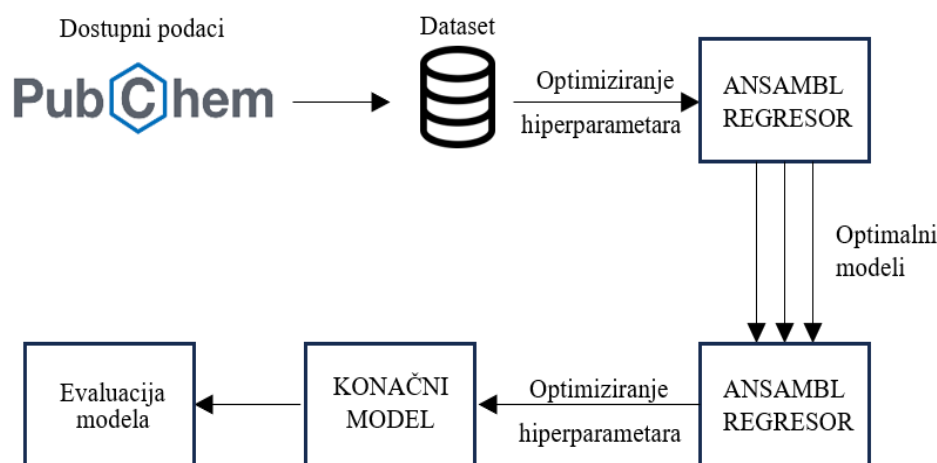 Dostupni podaci
PubChem
Dataset
Optimiziranje
hiperparametara
ANSAMBL
REGRESOR
Optimalni
modeli
ANSAMBL
REGRESOR
Optimiziranje
hiperparametara
KONAČNI
MODEL
Evaluacija
modela